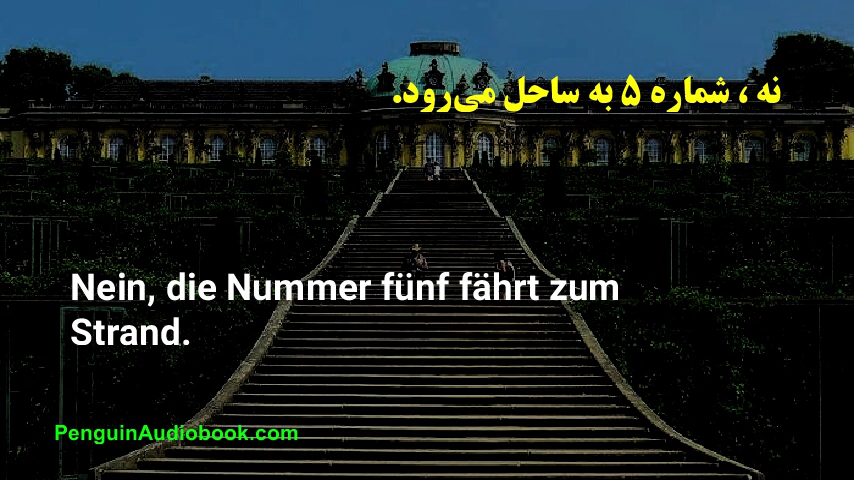 نه ، شماره ۵ به ساحل می‌رود.
Nein, die Nummer fünf fährt zum
Strand.
PenguinAudiobook.com